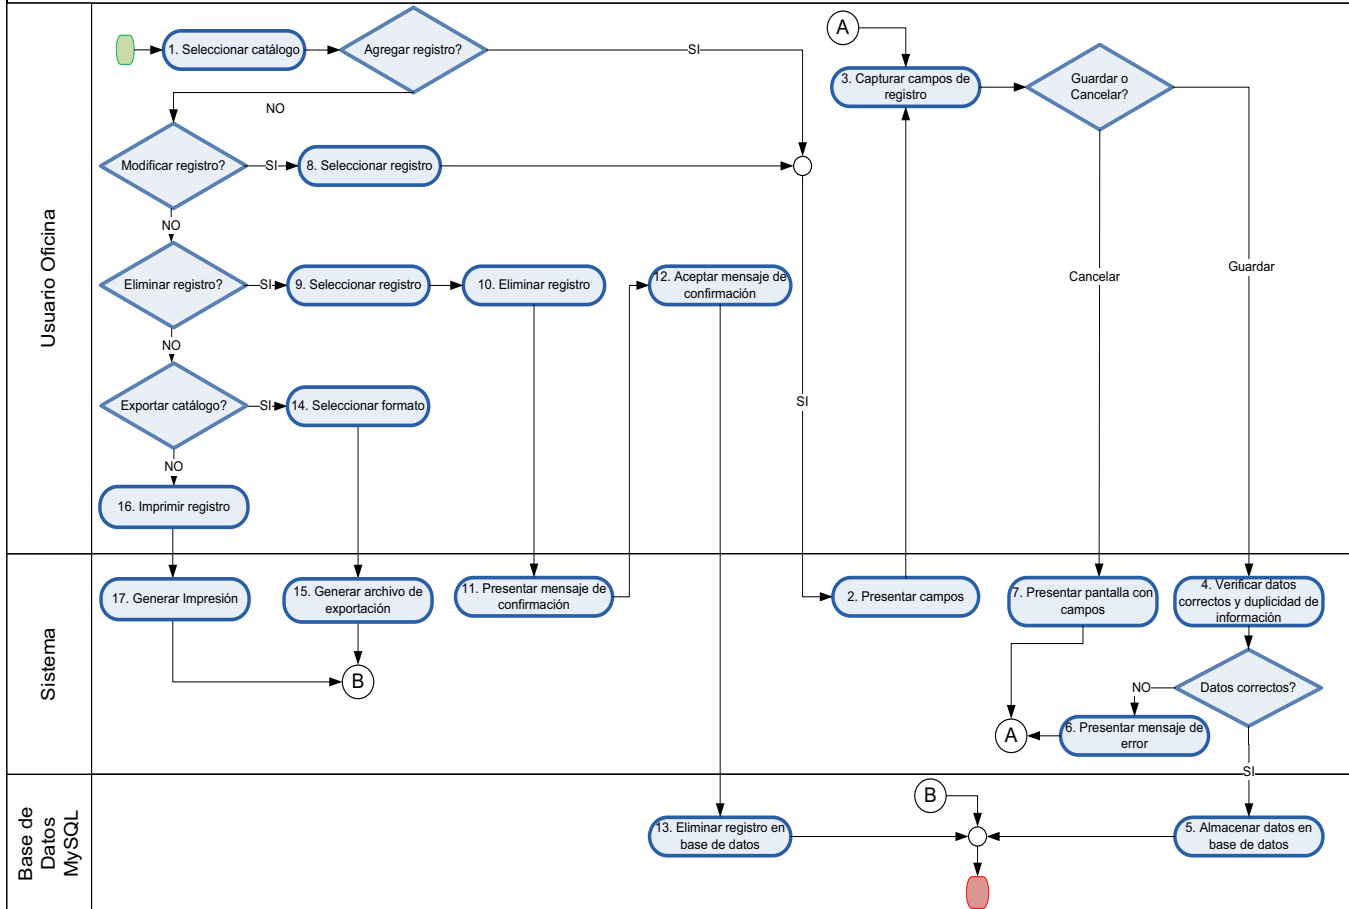 Usuario Oficina
1. Seleccionar catálogo
Agregar registro?
SI
NO
A
3. Capturar campos de
registro
Guardar o
Cancelar?
Modificar registro?
SI
8. Seleccionar registro
NO
Eliminar registro?
SI
9. Seleccionar registro
10. Eliminar registro
12. Aceptar mensaje de
confirmación
Cancelar
Guardar
NO
Exportar catálogo?
SI
14. Seleccionar formato
SI
NO
16. Imprimir registro
Sistema
17. Generar Impresión
15. Generar archivo de
exportación
11. Presentar mensaje de
confirmación
2. Presentar campos
7. Presentar pantalla con
campos
4. Verificar datos
correctos y duplicidad de
información
B
Datos correctos?
NO
A
6. Presentar mensaje de
error
SI
Base de
Datos
MySQL
B
13. Eliminar registro en
base de datos
5. Almacenar datos en
base de datos